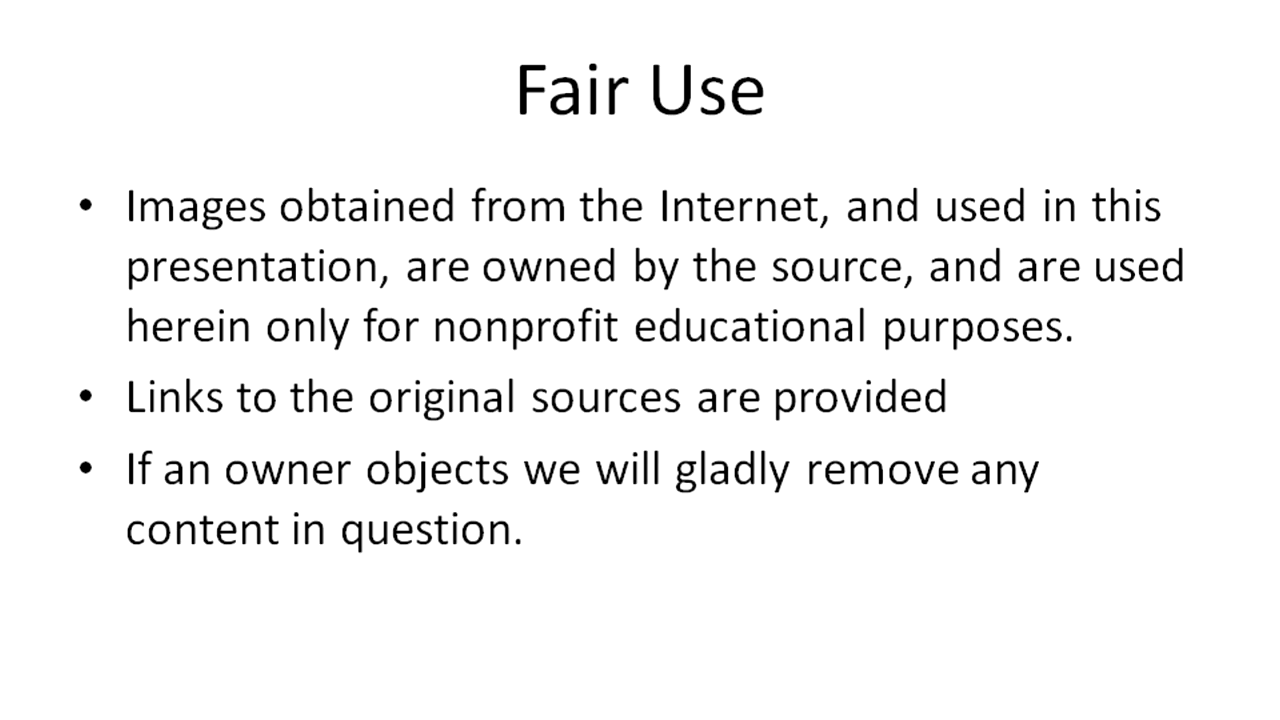 Fair Use
• Images obtained from the Internet, and used in this
presentation, are owned by the source, and are used
herein only for nonprofit educational purposes.
• Links to the original sources are provided
• If an owner objects we will gladly remove any
content in question.